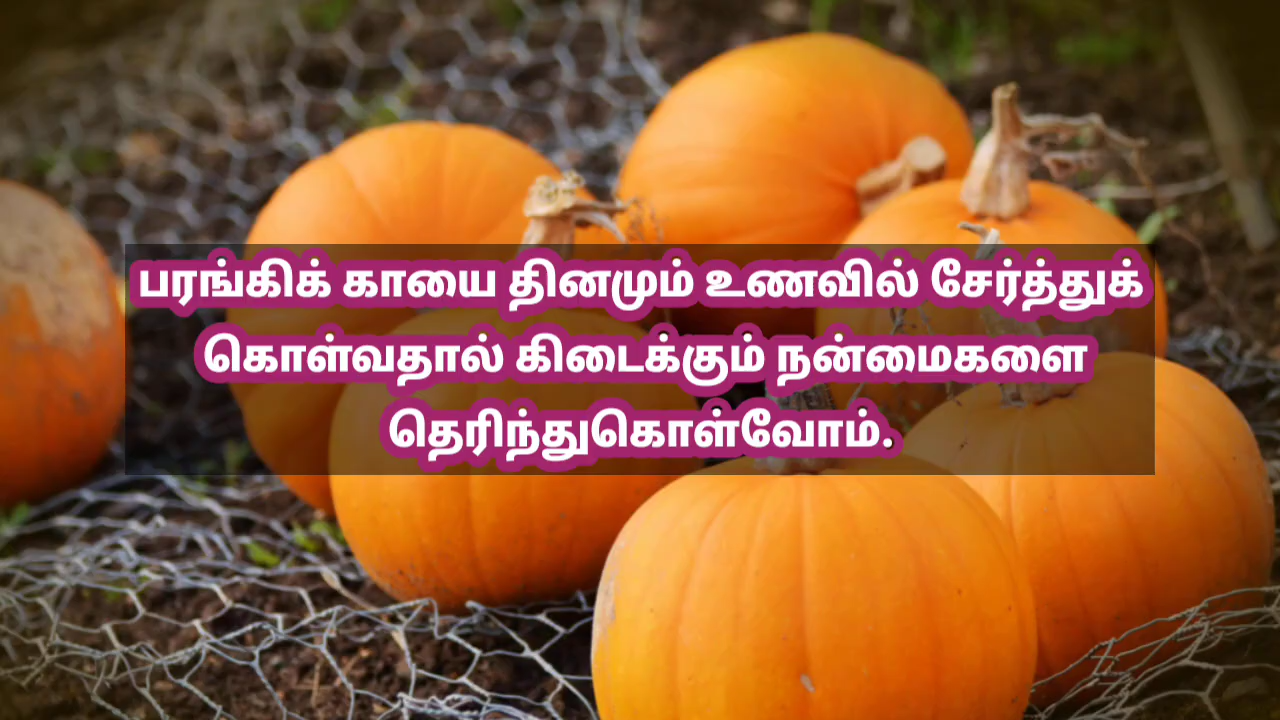 பரங்கிக் காயை தினமும் உணவில் சேர்த்துக்
கொள்வதால் கிடைக்கும் நன்மைகளை
தெரிந்துகொள்வோம்.